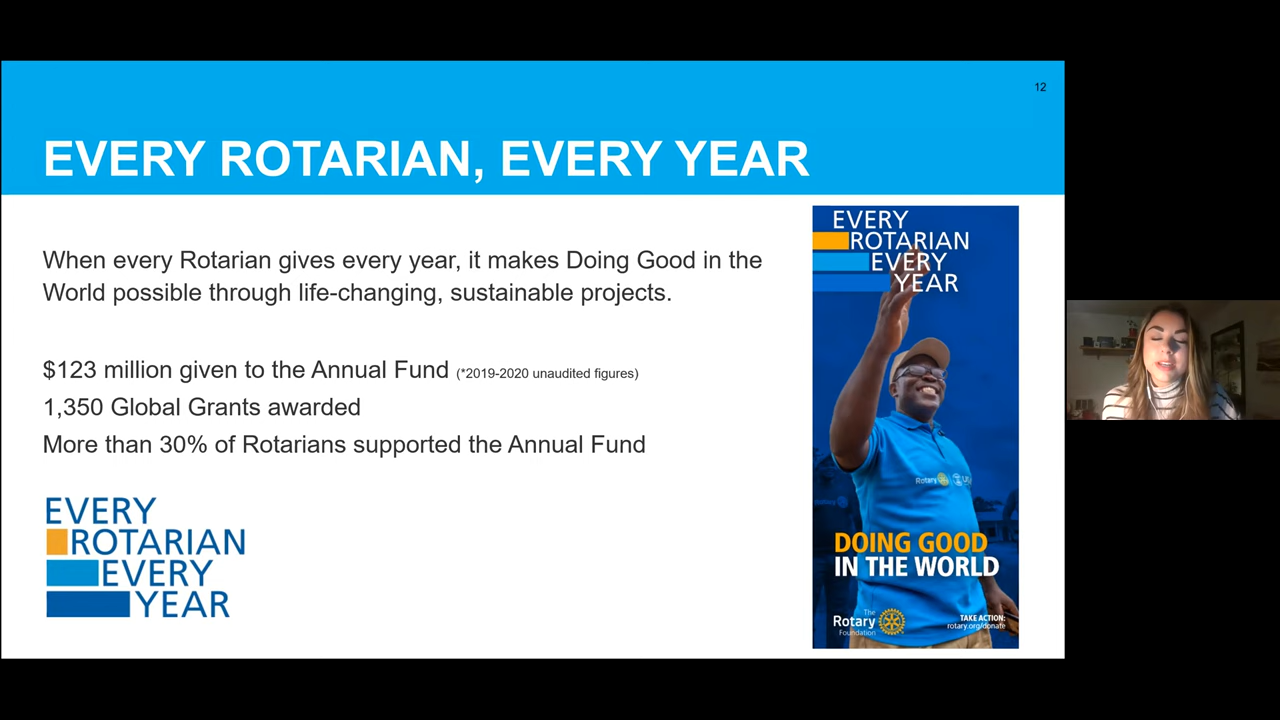 12
EVERY ROTARIAN, EVERY YEAR
When every Rotarian gives every year, it makes Doing Good in the
World possible through life-changing, sustainable projects.
$123 million given to the Annual Fund (*2019-2020 unaudited figures)
1,350 Global Grants awarded
More than 30% of Rotarians supported the Annual Fund
EVERY
ROTARIAN
EVERY
YEAR
EVERY
ROTARIAN
EVERY
YEAR
Rotary
DOING GOOD
IN THE WORLD
The
Rotary
Foundation
TAKE ACTION:
rotary.org/donate